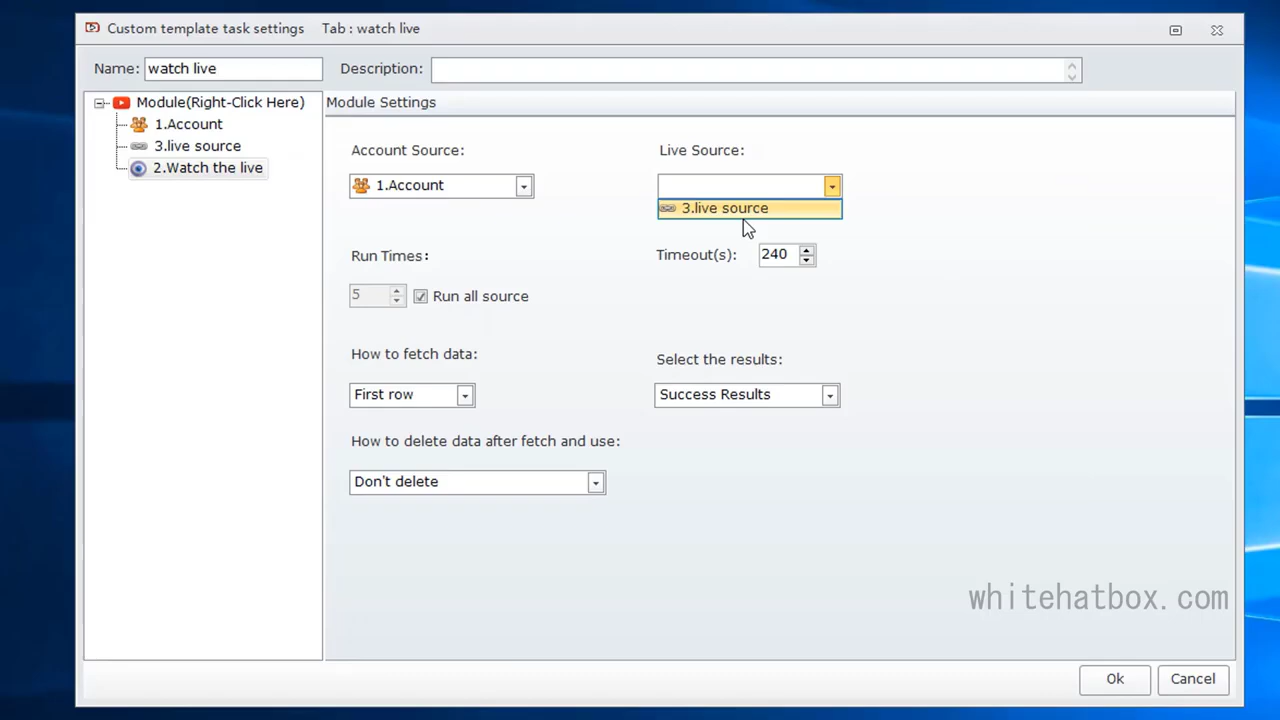 Custom template task settings Tab : watch live
Name: watch live Description:
Module(Right-Click Here)
1.Account
3.live source
2.Watch the live
Module Settings
Account Source: Live Source:
1.Account
3.live source
Run Times: Timeout(s): 240
5 Run all source
How to fetch data: Select the results:
First row Success Results
How to delete data after fetch and use:
Don't delete
whitehatbox.com
Ok Cancel